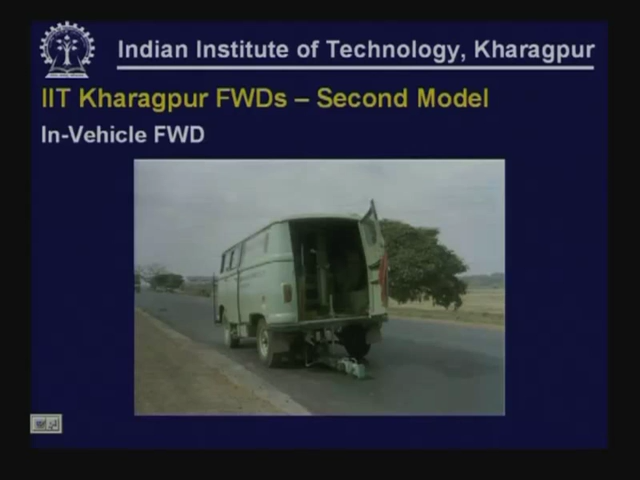 Indian Institute of Technology, Kharagpur
IIT Kharagpur FWDs – Second Model
In-Vehicle FWD